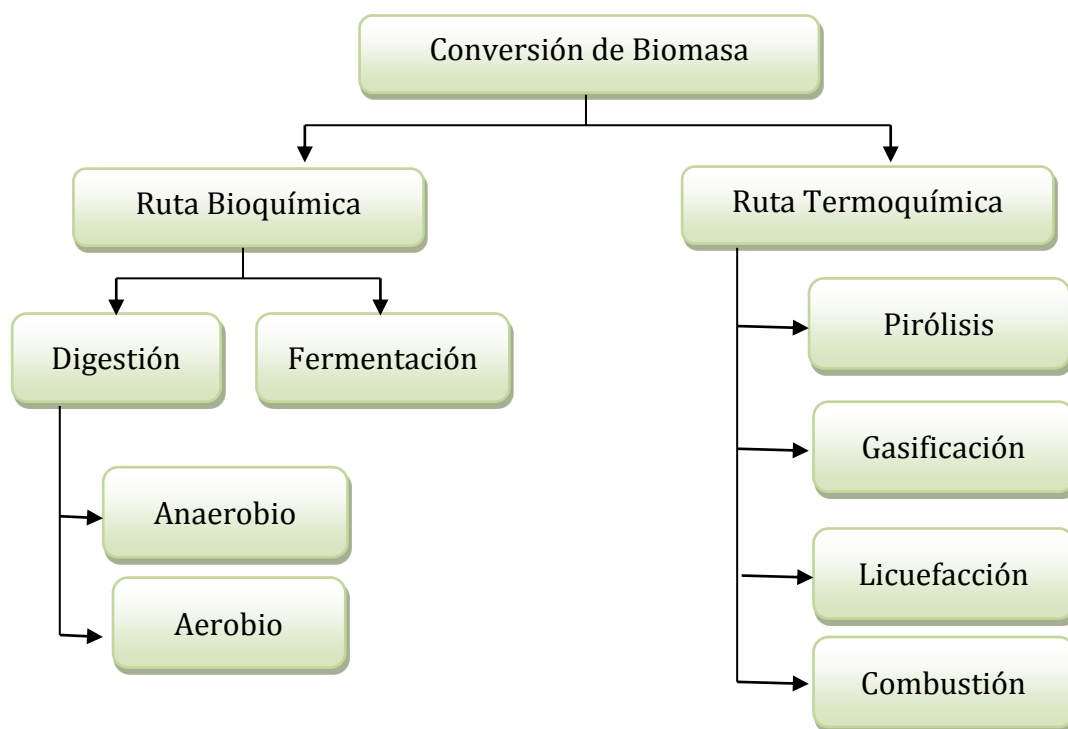 Conversión de Biomasa
Ruta Bioquímica
Ruta Termoquímica
Digestión
Fermentación
Anaerobio
Aerobio
Pirólisis
Gasificación
Licuefacción
Combustión